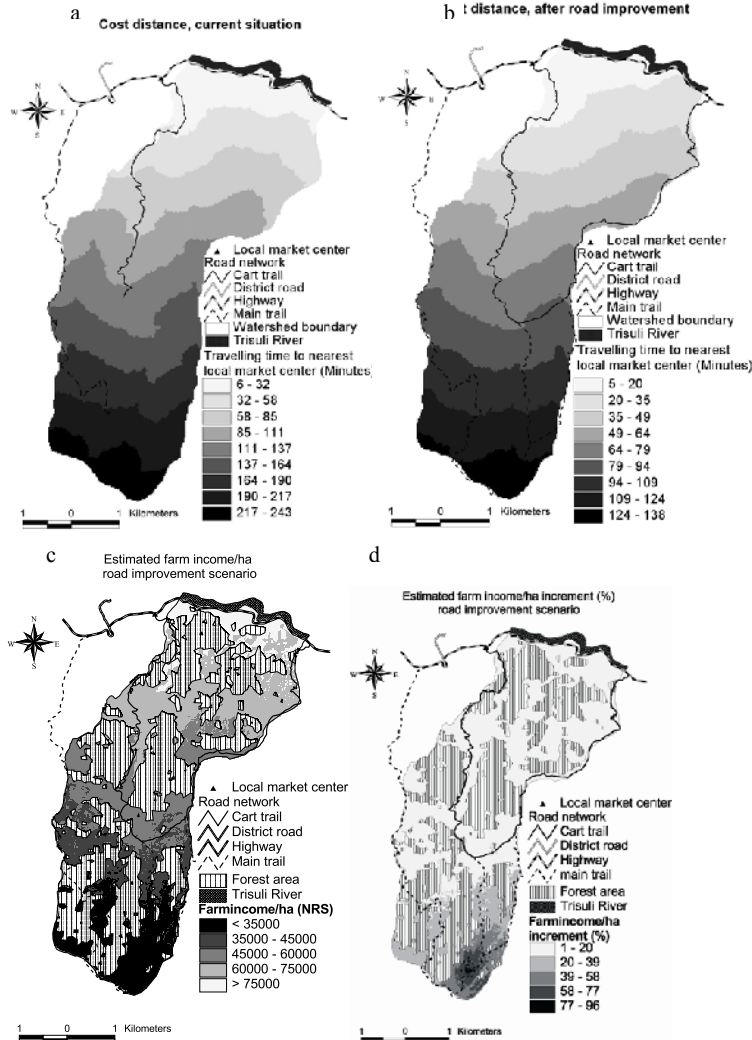 a
Cost distance, current situation
N
W E
S
Local market center
Road network
Cart trail
District road
Highway
Main trail
Watershed boundary
Trisuli River
Travelling time to nearest
local market center (Minutes)
6 - 32
32 - 58
58 - 85
85 - 111
111 - 137
137 - 164
164 - 190
190 - 217
217 - 243
1 0 1 Kilometers
b
t distance, after road improvement
N
W E
S
Local market center
Road network
Cart trail
District road
Highway
Main trail
Watershed boundary
Trisuli River
Travelling time to nearest
local market center (Minutes)
5 - 20
20 - 35
35 - 49
49 - 64
64 - 79
79 - 94
94 - 109
109 - 124
124 - 138
1 0 1 Kilometers
c
Estimated farm income/ha
road improvement scenario
N
W E
S
Local market center
Road network
Cart trail
District road
Highway
Main trail
Forest area
Trisuli River
Farmincome/ha (NRS)
< 35000
35000 - 45000
45000 - 60000
60000 - 75000
> 75000
1 0 1 Kilometers
d
Estimated farm income/ha increment (%)
road improvement scenario
N
W E
S
Local market center
Road network
Cart trail
District road
Highway
main trail
Forest area
Trisuli River
Farmincome/ha
increment (%)
1 - 20
20 - 39
39 - 58
58 - 77
77 - 96
1 0 1 Kilometers